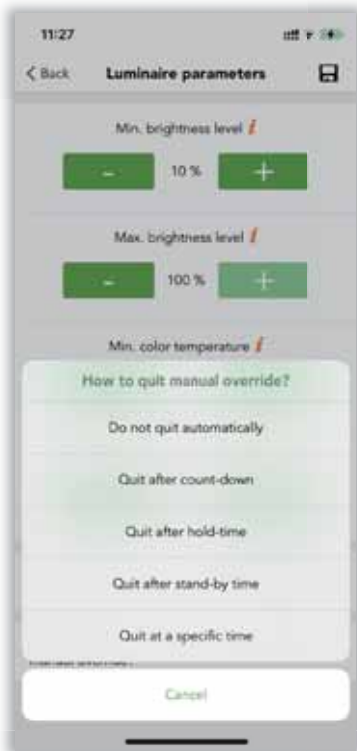 11:27
Back Luminaire parameters
Min. brightness level i
- 10 % +
Max. brightness level i
- 100 % +
Min. color temperature i
How to quit manual override?
Do not quit automatically
Quit after count-down
Quit after hold-time
Quit after stand-by time
Quit at a specific time
Cancel